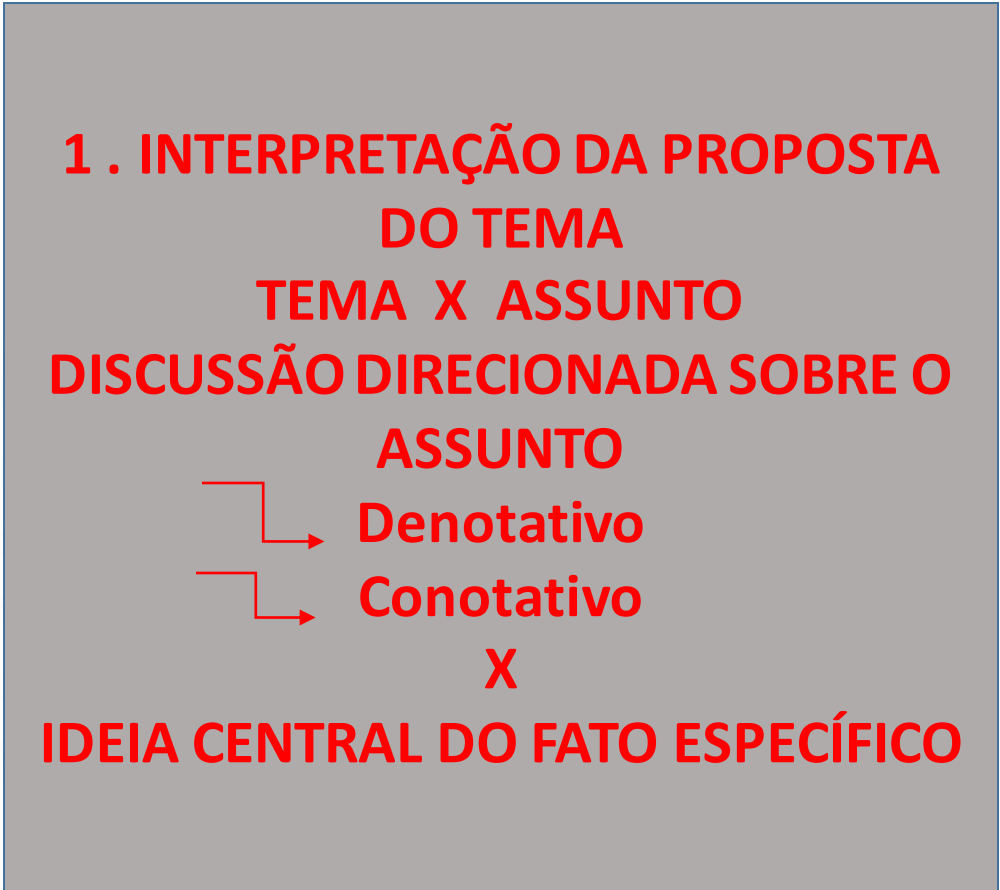 1 . INTERPRETAÇÃO DA PROPOSTA
DO TEMA
TEMA X ASSUNTO
DISCUSSÃO DIRECIONADA SOBRE O
ASSUNTO
Denotativo
Conotativo
X
IDEIA CENTRAL DO FATO ESPECÍFICO